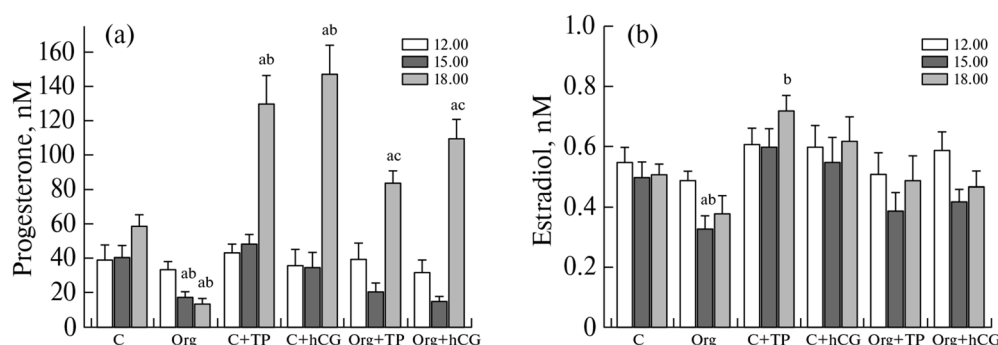 (a)
Progesterone, nM
160
140
120
100
80
60
40
20
0
12.00
15.00
18.00
ab
ab
ab
ab
ac
ac
C
Org
C+TP
C+hCG
Org+TP
Org+hCG
(b)
Estradiol, nM
1.0
0.8
0.6
0.4
0.2
0
12.00
15.00
18.00
ab
b
C
Org
C+TP
C+hCG
Org+TP
Org+hCG